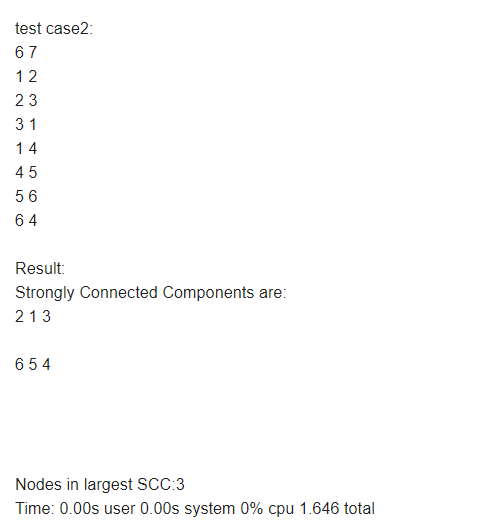 test case2:
6 7
1 2
2 3
3 1
1 4
4 5
5 6
6 4
Result:
Strongly Connected Components are:
2 1 3
6 5 4
Nodes in largest SCC:3
Time: 0.00s user 0.00s system 0% cpu 1.646 total